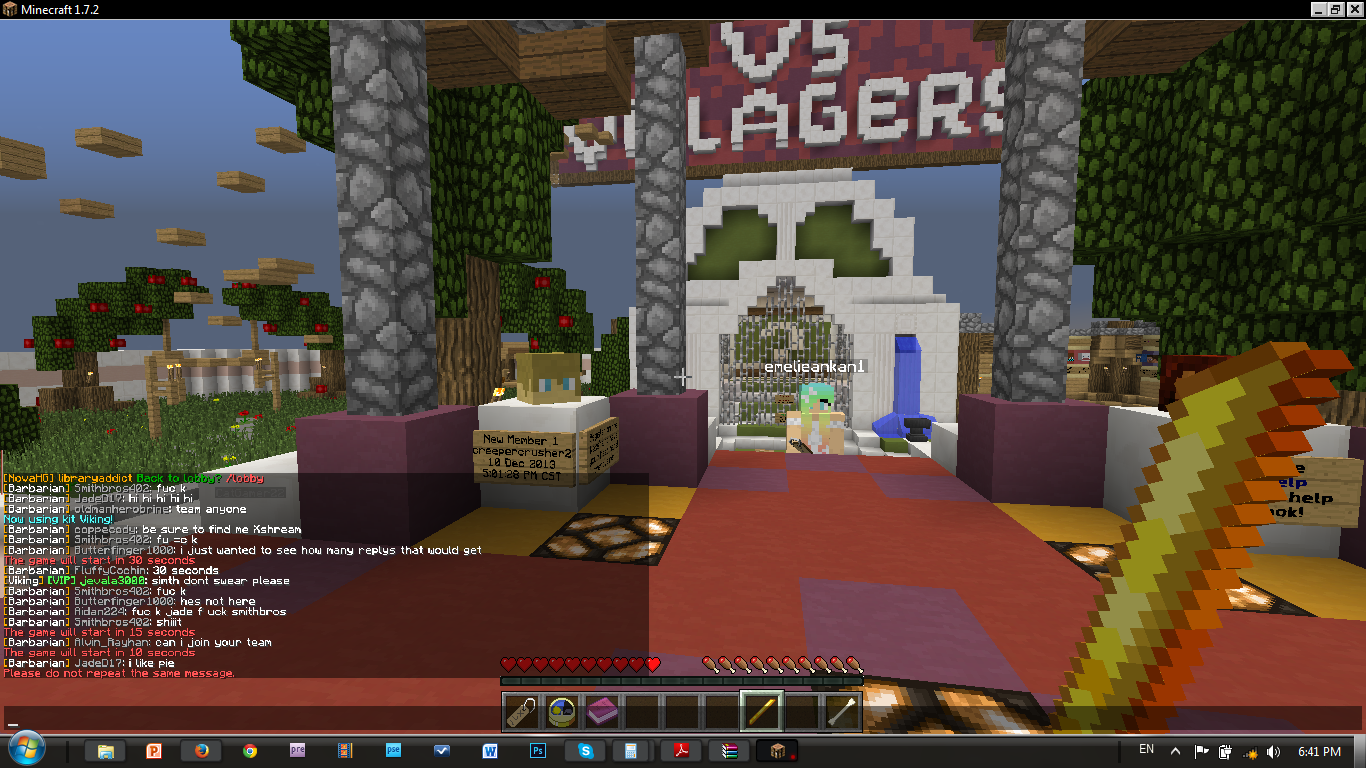 Minecraft 1.7.2
VS
VILLAGERS
emelieankan1
New Member 1
creepercrusher2
10 Dec 2013
5:01:28 PM CST
help
help
[NovaHG] libraryaddict Back to lobby? /lobby
[Barbarian] Smithbros402: fuc k
[Barbarian] JadeD17: hi hi hi hi hi
[Barbarian] oldmanherobrine: team anyone
Now using kit Viking!
[Barbarian] coppecody: be sure to find me Xshream
[Barbarian] Smithbros402: fu =c k
[Barbarian] Butterfinger1000: i just wanted to see how many replys that would get
The game will start in 30 seconds
[Barbarian] FluffyCochin: 30 seconds
[Viking] [VIP] jevala3000: simth dont swear please
[Barbarian] Smithbros402: fuc k
[Barbarian] Butterfinger1000: hes not here
[Barbarian] Aidan224: fuc k jade f uck smithbros
[Barbarian] Smithbros402: shiiit
The game will start in 15 seconds
[Barbarian] Alvin_Rayhan: can i join your team
The game will start in 10 seconds
[Barbarian] JadeD17: i like pie
Please do not repeat the same message.
_
P
pre
pse
W
Ps
S
EN
6:41 PM